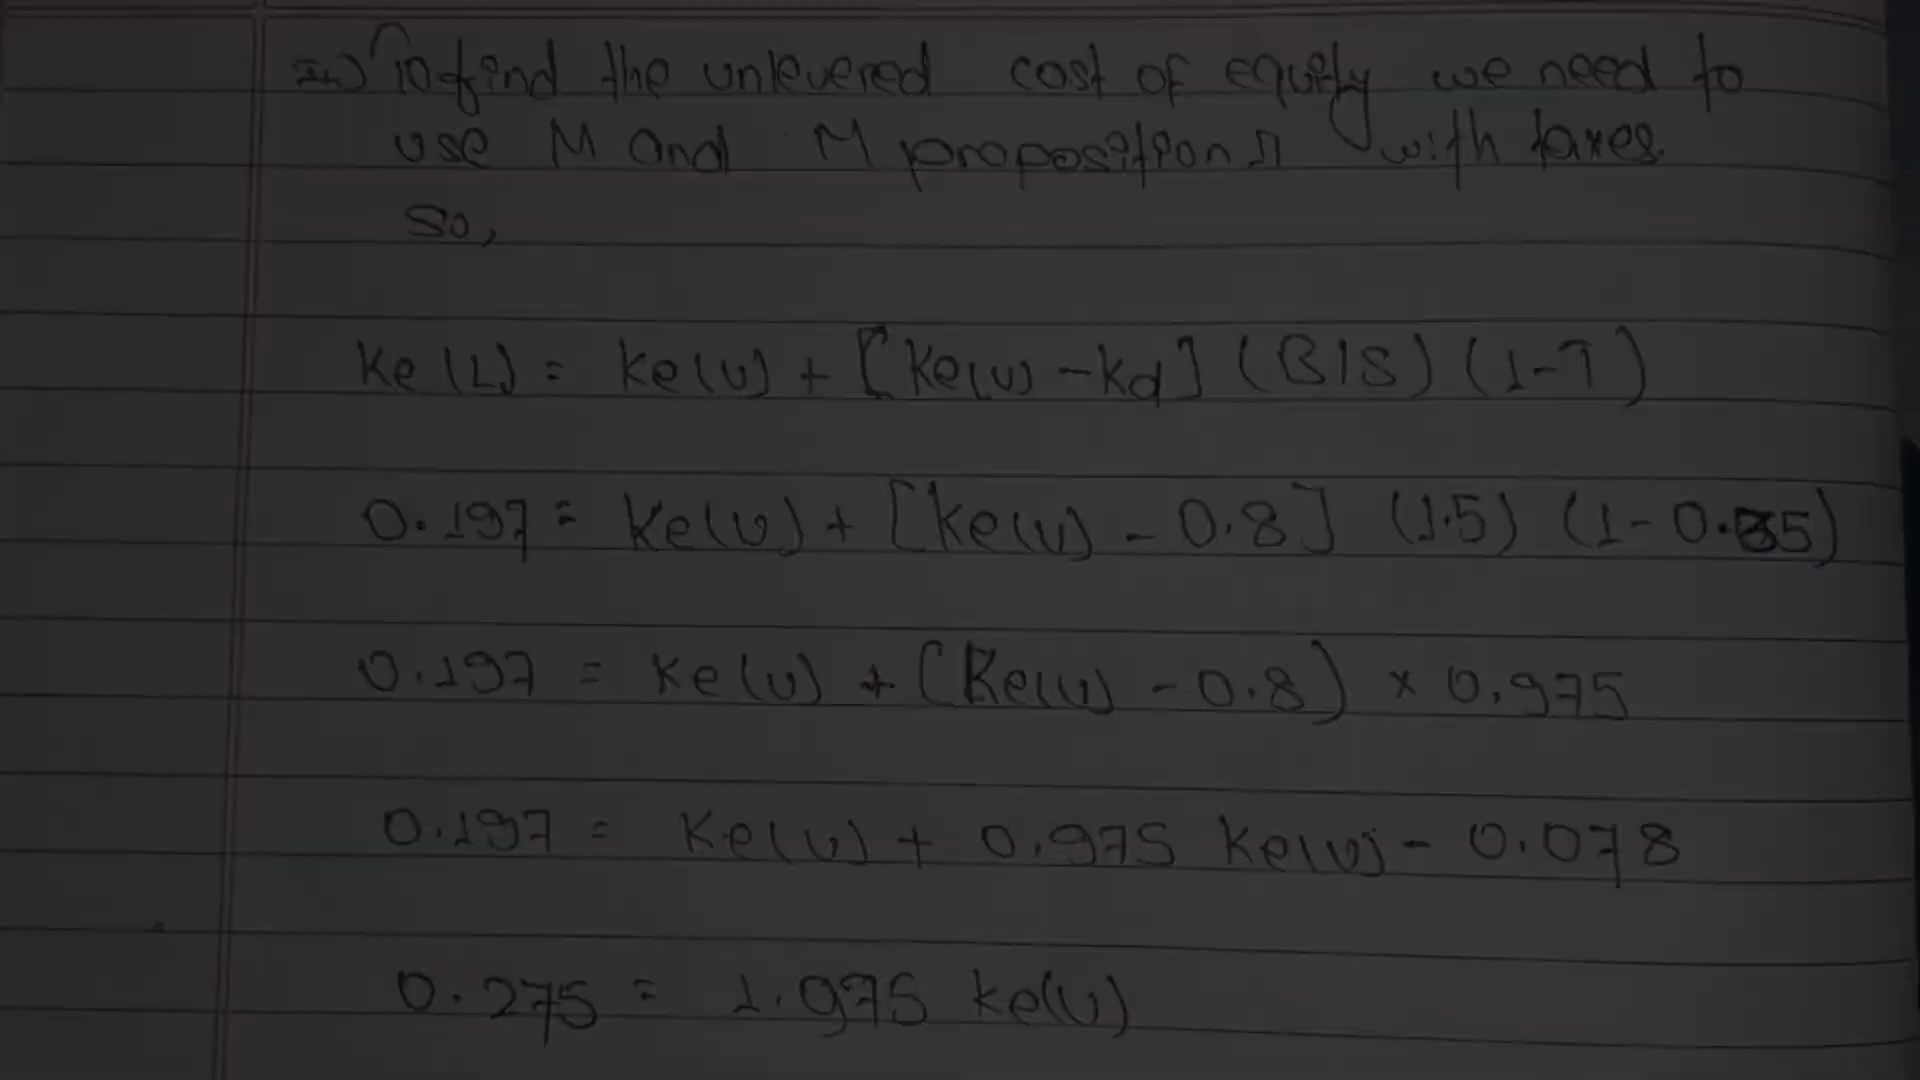 To find the unlevered cost of equity we need to
use M and M proposition II with taxes.
So,
Ke(L) = Ke(U) + [Ke(U) - Kd] (B/S) (1-T)
0.197 = Ke(U) + [Ke(U) - 0.8] (1.5) (1 - 0.35)
0.197 = Ke(U) + (Ke(U) - 0.8) × 0.975
0.197 = Ke(U) + 0.975 Ke(U) - 0.078
0.275 = 1.975 Ke(U)